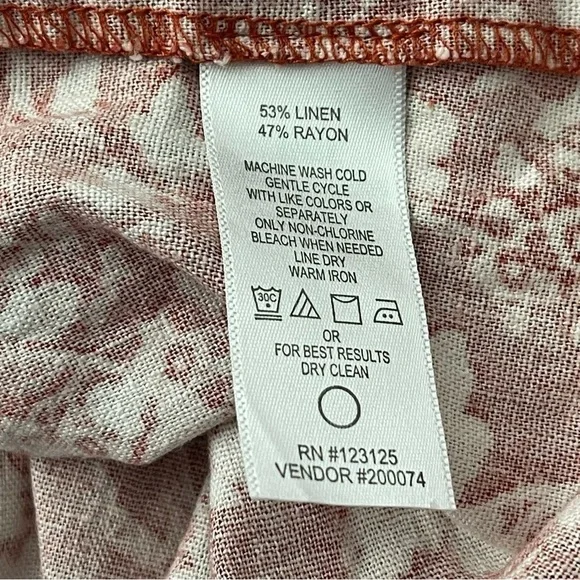 53% LINEN
47% RAYON
MACHINE WASH COLD
GENTLE CYCLE
WITH LIKE COLORS OR
SEPARATELY
ONLY NON-CHLORINE
BLEACH WHEN NEEDED
LINE DRY
WARM IRON
30C
OR
FOR BEST RESULTS
DRY CLEAN
RN #123125
VENDOR #200074